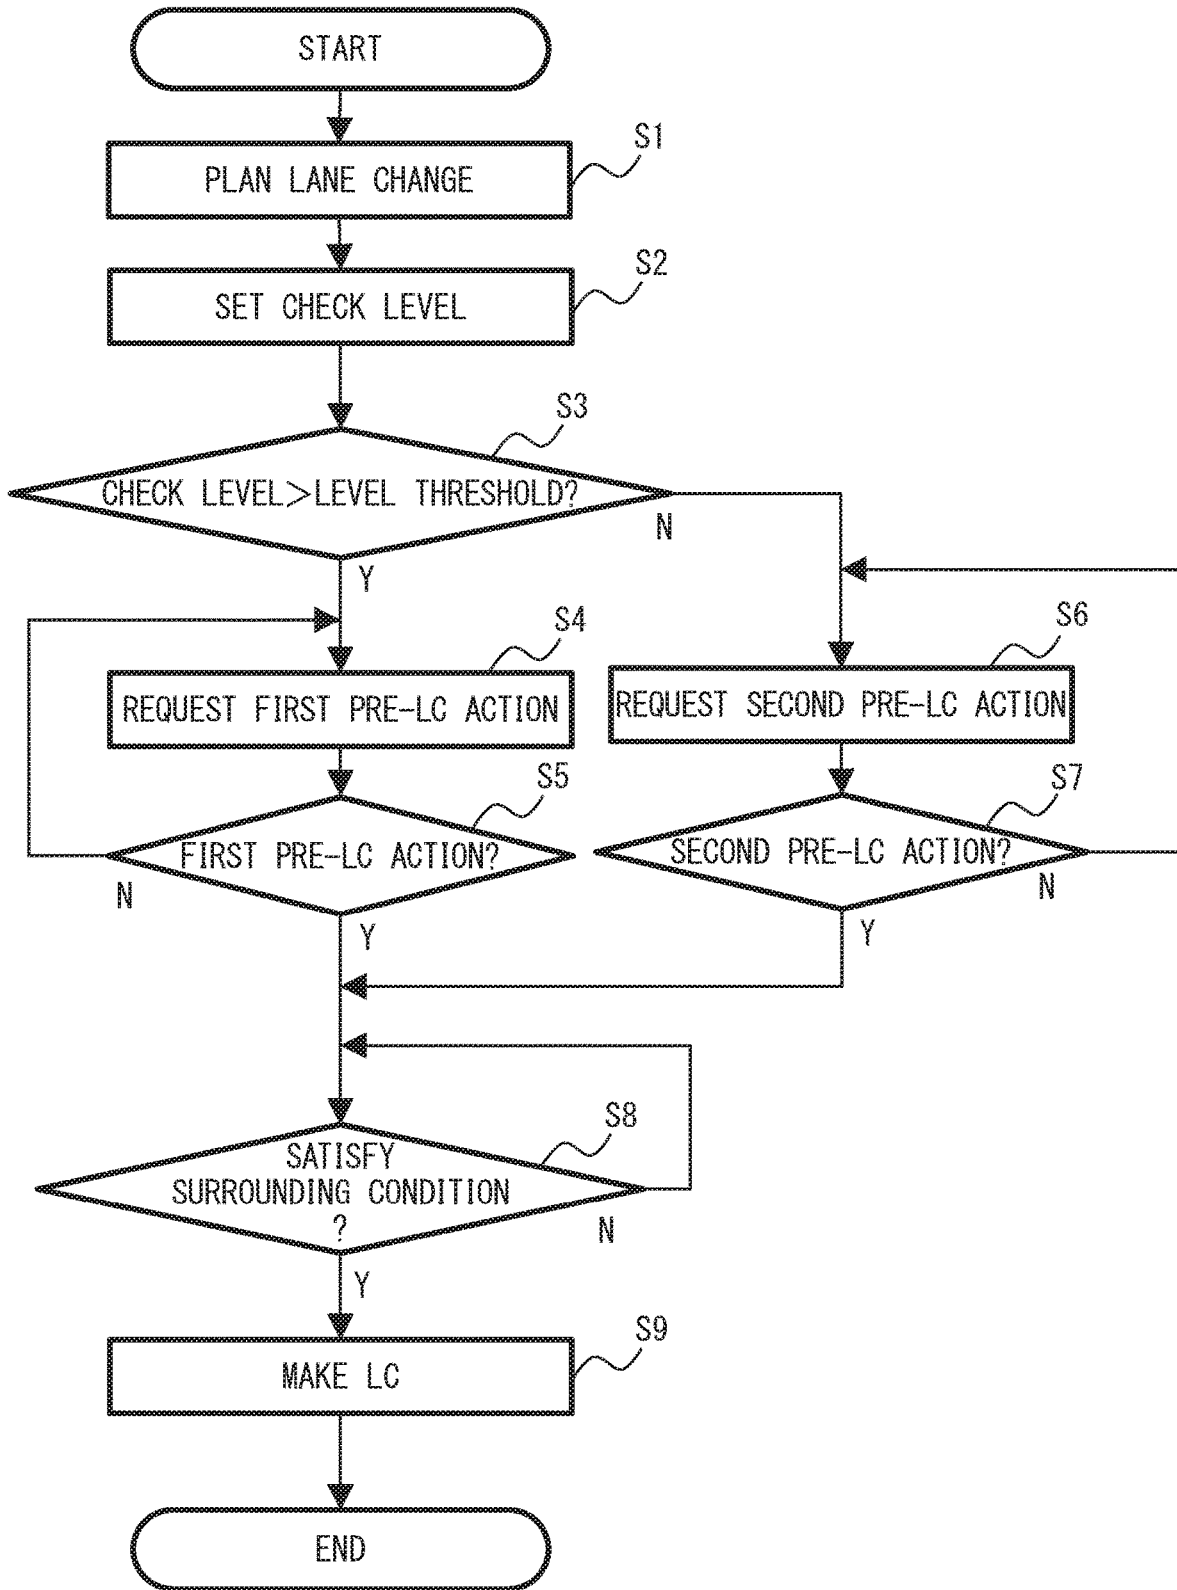 START
S1
PLAN LANE CHANGE
S2
SET CHECK LEVEL
S3
CHECK LEVEL>LEVEL THRESHOLD?
N
Y
S4
REQUEST FIRST PRE-LC ACTION
S6
REQUEST SECOND PRE-LC ACTION
S5
FIRST PRE-LC ACTION?
N
Y
S7
SECOND PRE-LC ACTION?
N
Y
S8
SATISFY
SURROUNDING CONDITION
?
N
Y
S9
MAKE LC
END